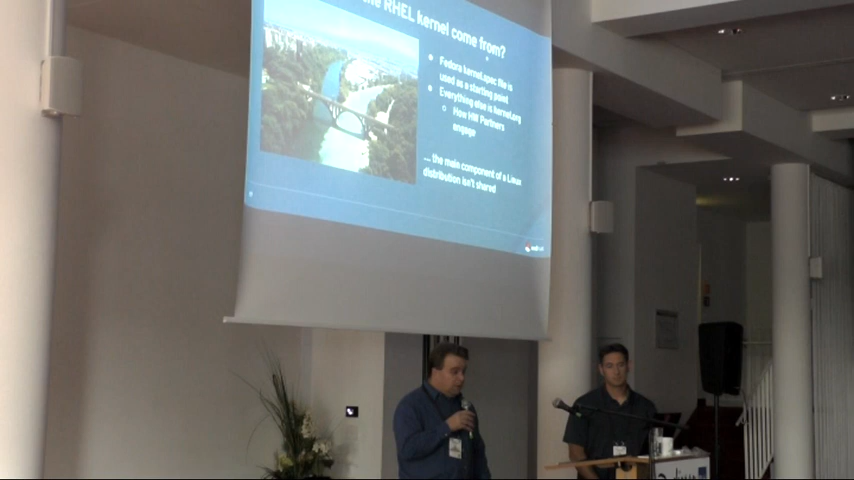 the RHEL kernel come from?
Fedora kernel.spec file is
used as a starting point
Everything else is kernel.org
How HW Partners
engage
... the main component of a Linux
distribution isn't shared